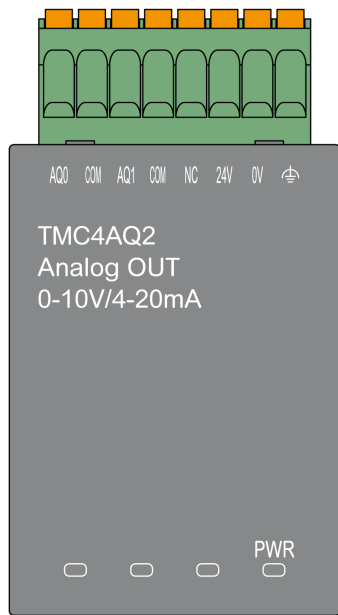 AQ0 COM AQ1 COM NC 24V 0V
TMC4AQ2
Analog OUT
0-10V/4-20mA
PWR